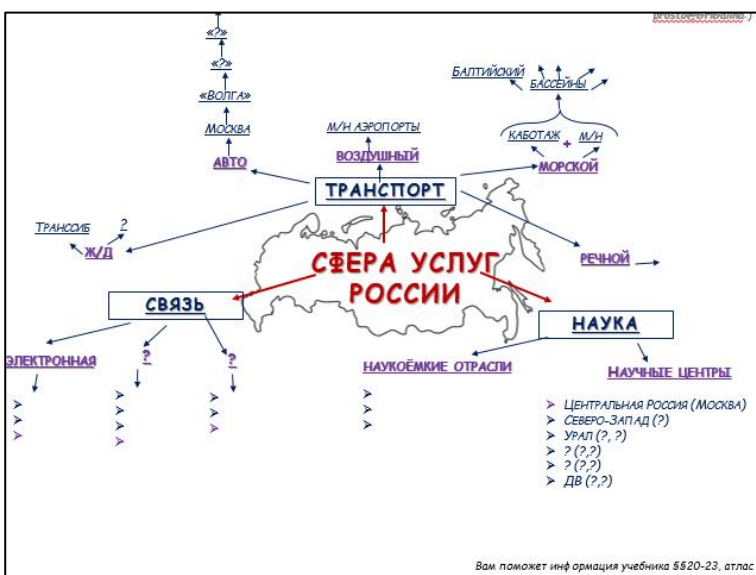 «?»
«?»
«ВОЛГА»
МОСКВА
АВТО
М/Н АЭРОПОРТЫ
ВОЗДУШНЫЙ
БАЛТИЙСКИЙ
БАССЕЙНЫ
КАБОТАЖ + М/Н
МОРСКОЙ
ТРАНСПОРТ
ТРАНССИБ
?
Ж/Д
РЕЧНОЙ
СФЕРА УСЛУГ
РОССИИ
СВЯЗЬ
НАУКА
ЭЛЕКТРОННАЯ
?
?
НАУКОЁМКИЕ ОТРАСЛИ
НАУЧНЫЕ ЦЕНТРЫ
ЦЕНТРАЛЬНАЯ РОССИЯ (МОСКВА)
СЕВЕРО-ЗАПАД (?)
УРАЛ (?, ?)
? (?,?)
? (?,?)
ДВ (?,?)
Вам поможет информация учебника §§20-23, атлас